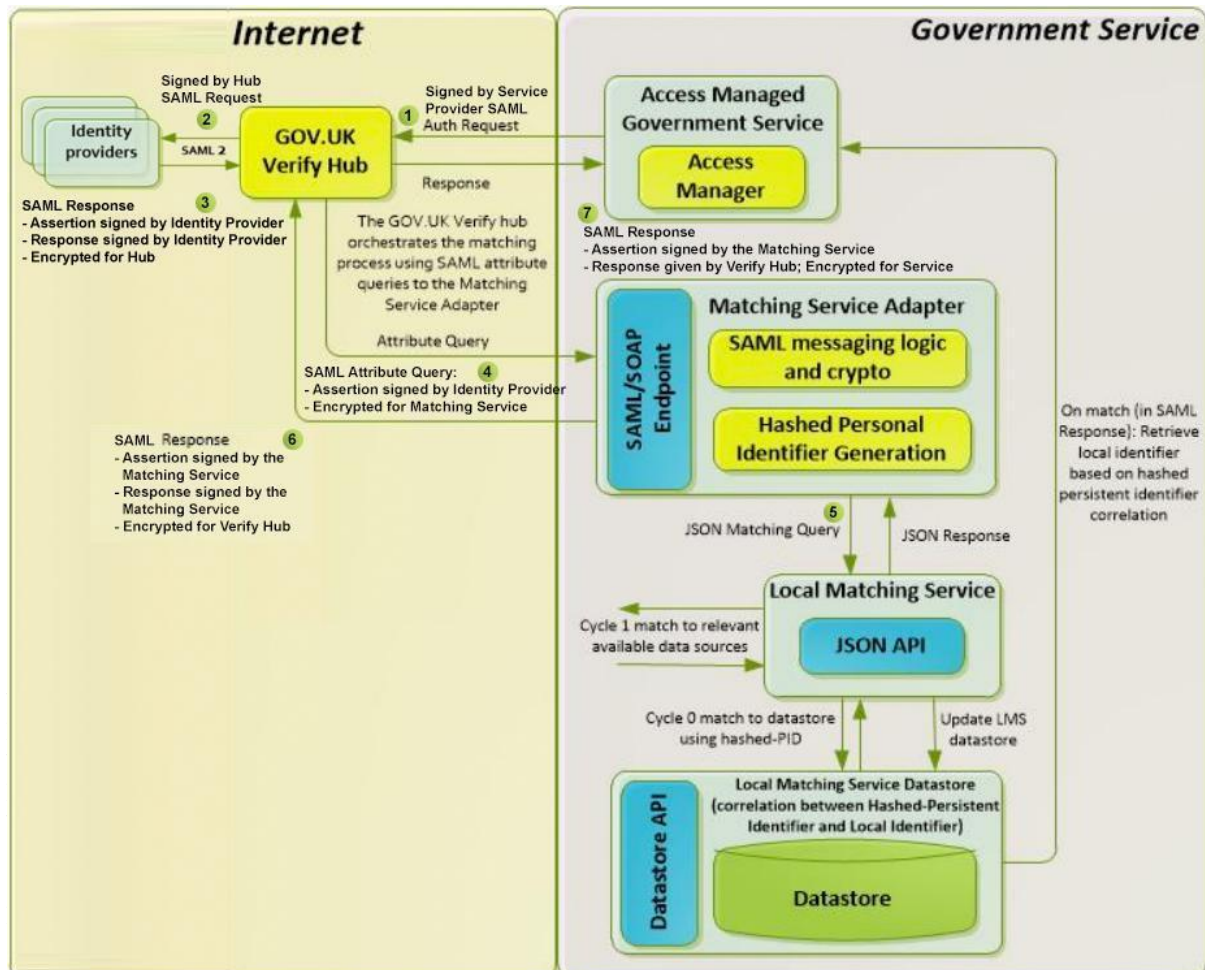 Internet
Government Service
Signed by Hub
SAML Request
2
Identity
providers
SAML 2
GOV.UK
Verify Hub
1
Signed by Service
Provider SAML
Auth Request
Response
Access Managed
Government Service
Access
Manager
SAML Response
3
- Assertion signed by Identity Provider
- Response signed by Identity Provider
- Encrypted for Hub
The GOV.UK Verify hub
orchestrates the matching
process using SAML attribute
queries to the Matching
Service Adapter
7
SAML Response
- Assertion signed by the Matching Service
- Response given by Verify Hub; Encrypted for Service
Attribute Query
SAML Attribute Query:
4
- Assertion signed by Identity Provider
- Encrypted for Matching Service
SAML/SOAP
Endpoint
Matching Service Adapter
SAML messaging logic
and crypto
Hashed Personal
Identifier Generation
SAML Response
6
- Assertion signed by the
Matching Service
- Response signed by the
Matching Service
- Encrypted for Verify Hub
On match (in SAML
Response): Retrieve
local identifier
based on hashed
persistent identifier
correlation
5
JSON Matching Query
JSON Response
Local Matching Service
JSON API
Cycle 1 match to relevant
available data sources
Cycle 0 match to datastore
using hashed-PID
Update LMS
datastore
Datastore API
Local Matching Service Datastore
(correlation between Hashed-Persistent
Identifier and Local Identifier)
Datastore